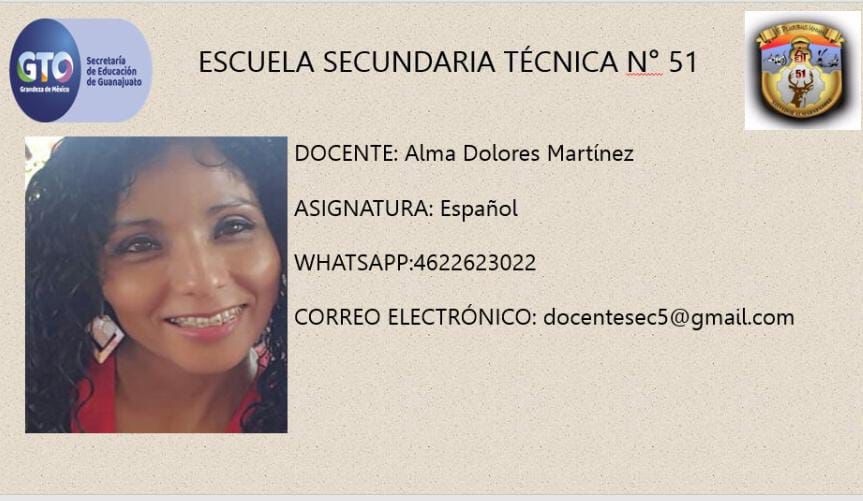 GTO
Grandeza de México
Secretaría
de Educación
de Guanajuato
ESCUELA SECUNDARIA TÉCNICA N° 51
51
DOCENTE: Alma Dolores Martínez
ASIGNATURA: Español
WHATSAPP:4622623022
CORREO ELECTRÓNICO: docentesec5@gmail.com